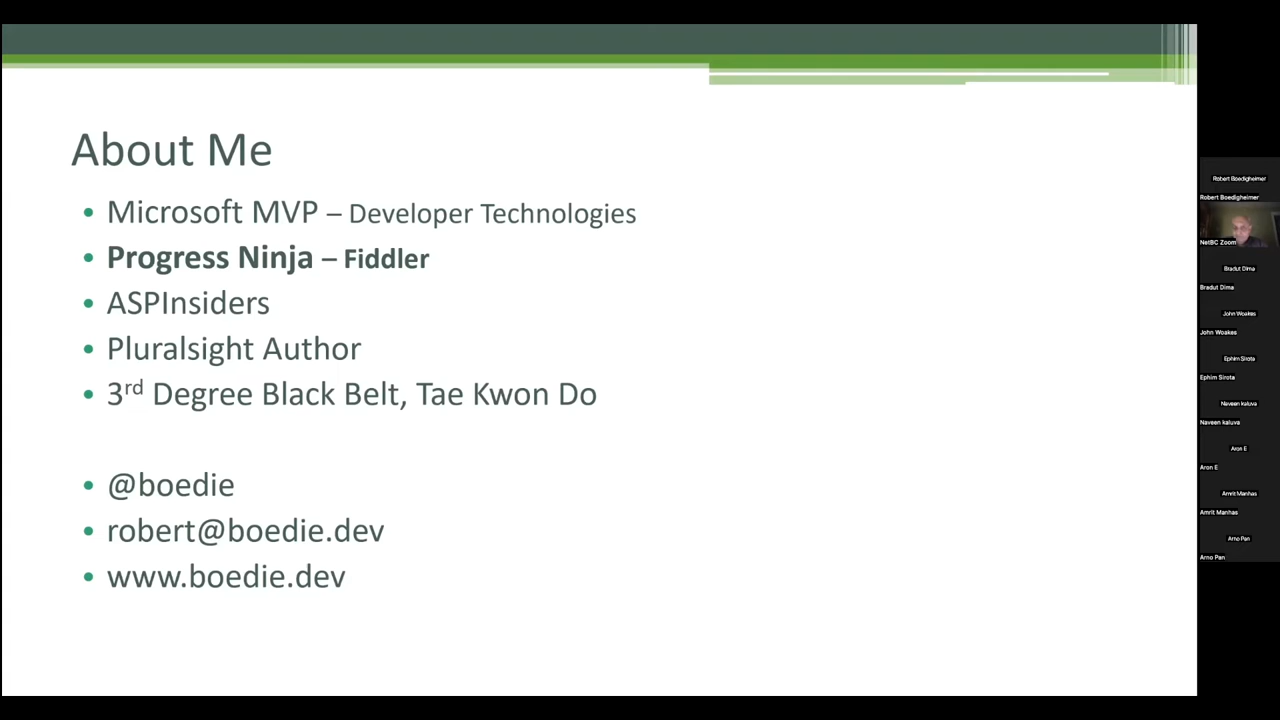 About Me
• Microsoft MVP – Developer Technologies
• Progress Ninja – Fiddler
• ASPInsiders
• Pluralsight Author
• 3rd Degree Black Belt, Tae Kwon Do
• @boedie
• robert@boedie.dev
• www.boedie.dev
Robert Boedigheimer
Robert Boedigheimer
NetBC Zoom
Bradut Dima
Bradut Dima
John Woakes
John Woakes
Ephim Sirota
Ephim Sirota
Naveen kaluva
Naveen kaluva
Aron E
Aron E
Amrit Manhas
Amrit Manhas
Arno Pan
Arno Pan